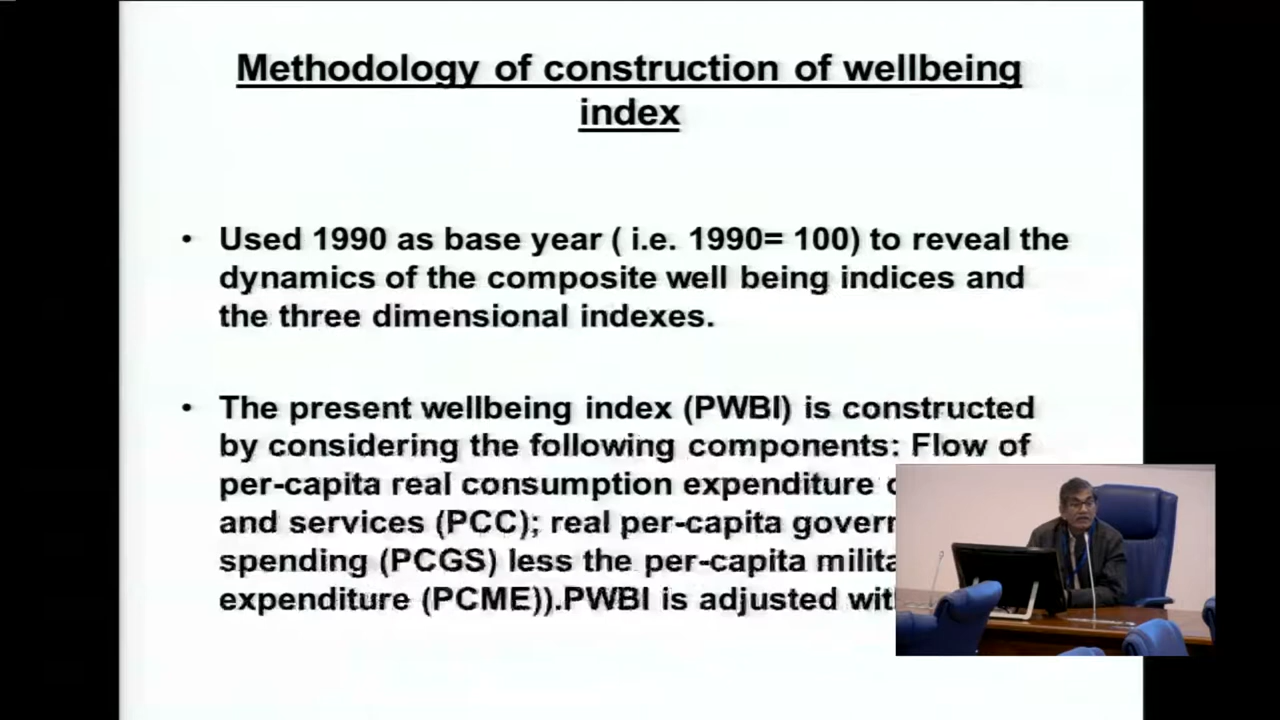 Methodology of construction of wellbeing
index
• Used 1990 as base year ( i.e. 1990= 100) to reveal the
dynamics of the composite well being indices and
the three dimensional indexes.
• The present wellbeing index (PWBI) is constructed
by considering the following components: Flow of
per-capita real consumption expenditure
and services (PCC); real per-capita
spending (PCGS) less the per-capita
expenditure (PCME)).PWBI is adjusted